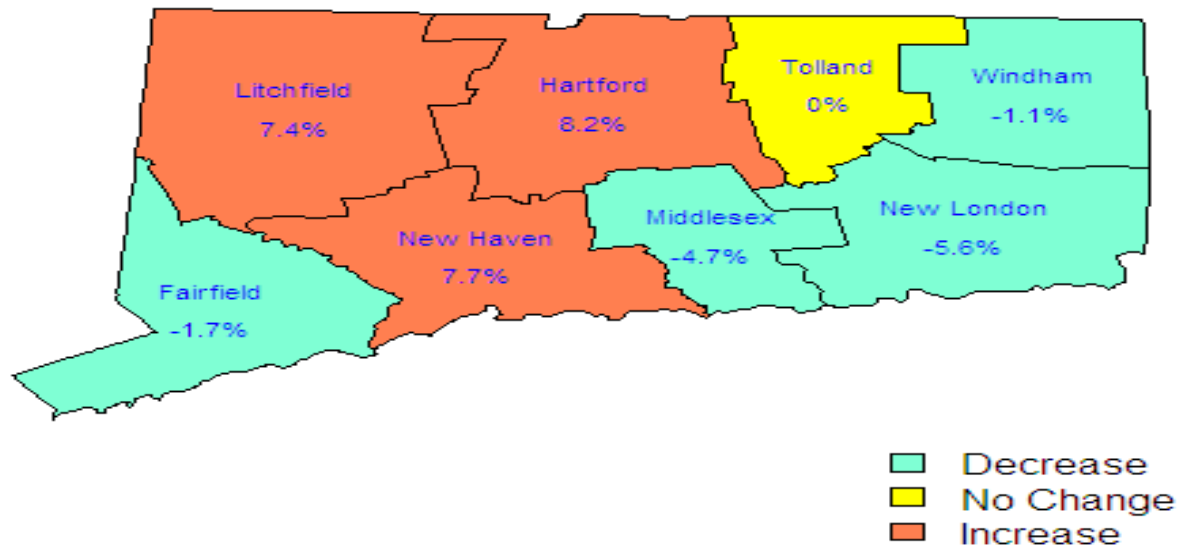 Litchfield
7.4%
Hartford
8.2%
Tolland
0%
Windham
-1.1%
New Haven
7.7%
Middlesex
-4.7%
New London
-5.6%
Fairfield
-1.7%
Decrease
No Change
Increase